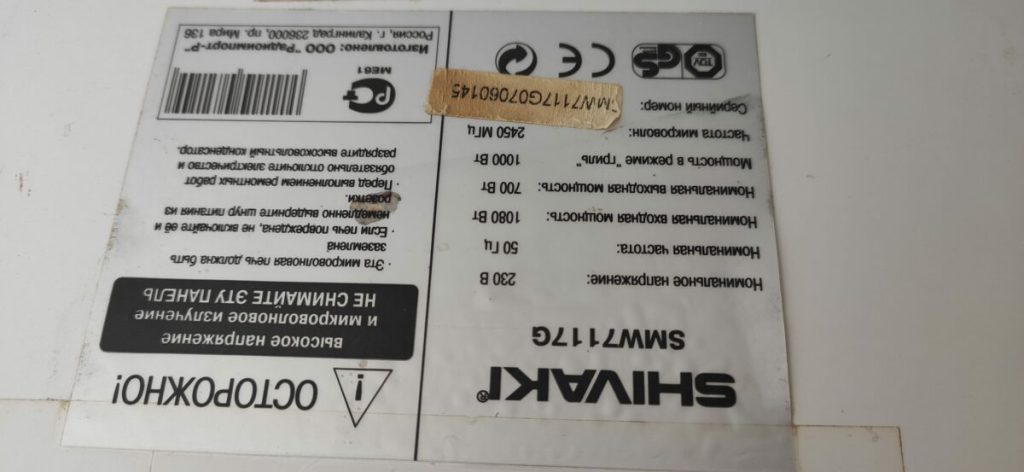 SHIVAKI®
SMW7117G
Номинальное напряжение: 230 В
Номинальная частота: 50 Гц
Номинальная входная мощность: 1080 Вт
Номинальная выходная мощность: 700 Вт
Мощность в режиме "гриль" 1000 Вт
Частота микроволн: 2450 МГц
Серийный номер: SMW7117G07060145
TÜV
GS
CE
! ОСТОРОЖНО!
ВЫСОКОЕ НАПРЯЖЕНИЕ
И МИКРОВОЛНОВОЕ ИЗЛУЧЕНИЕ
НЕ СНИМАЙТЕ ЭТУ ПАНЕЛЬ
· Эта микроволновая печь должна быть
заземлена
· Если печь повреждена, не включайте её и
немедленно выдерните шнур питания из
розетки.
· Перед выполнением ремонтных работ
обязательно отключите электричество и
разрядите высоковольтный конденсатор.
РСТ
МЕ61
Изготовлено: ООО "Радиоимпорт-Р"
Россия, г. Калининград 236000, пр. Мира 136